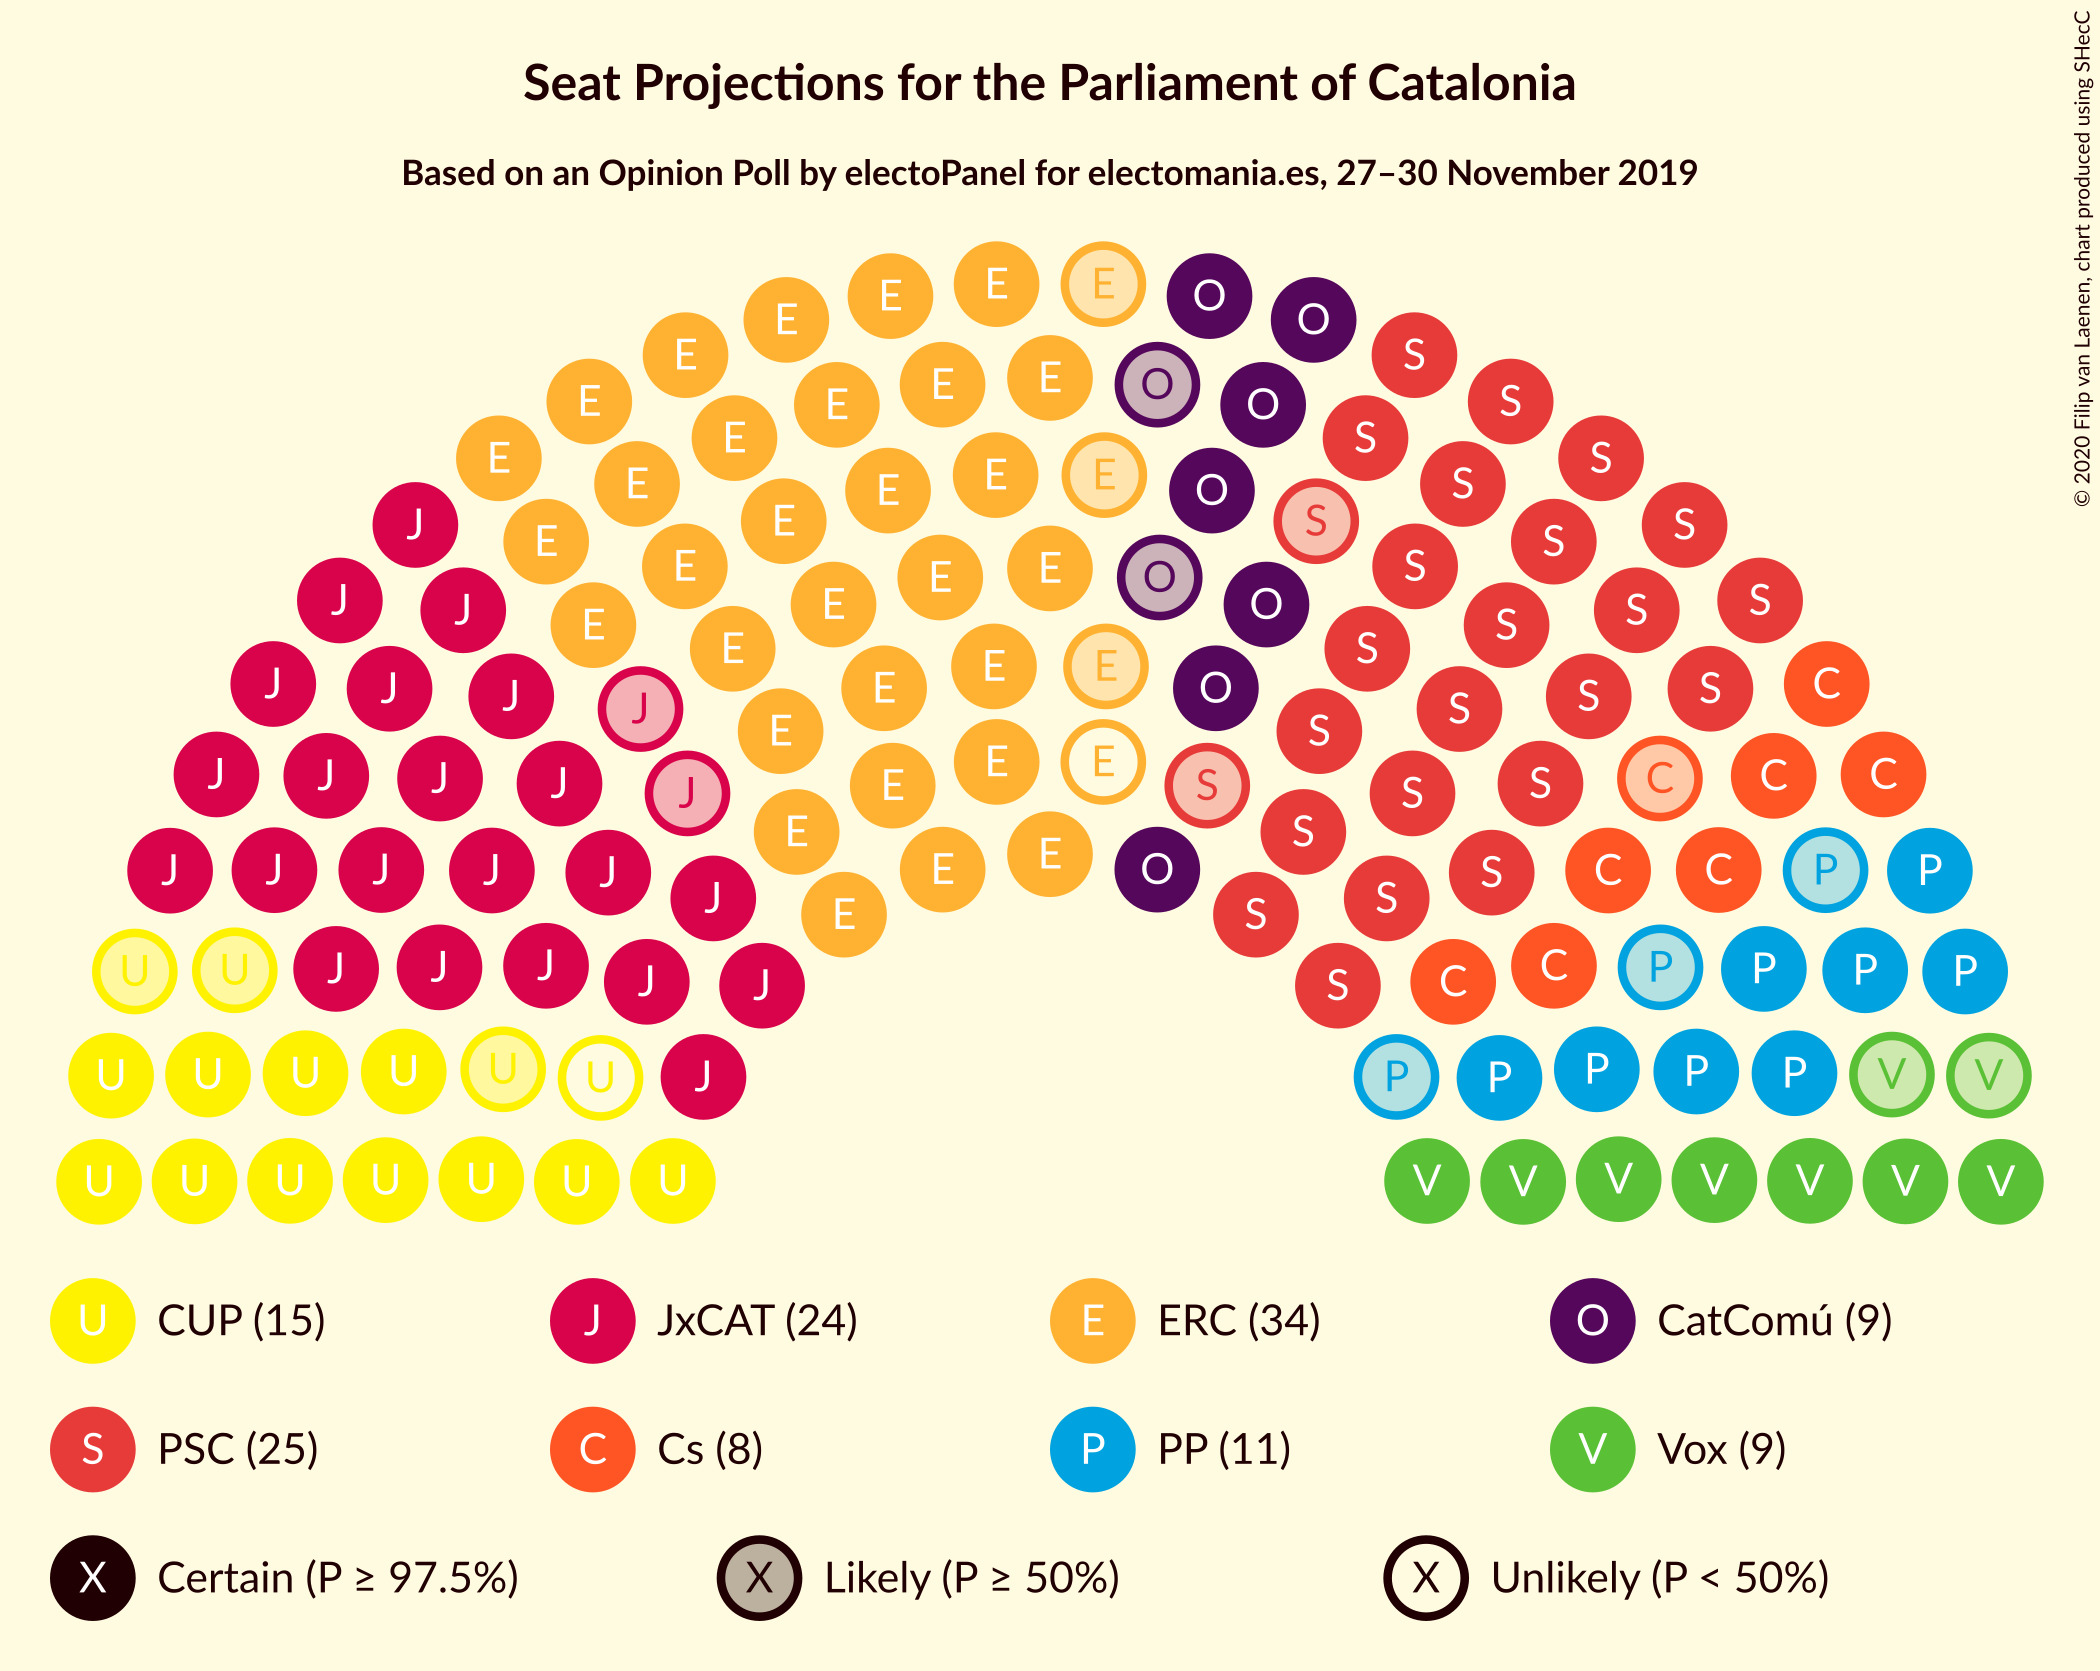 Seat Projections for the Parliament of Catalonia
Based on an Opinion Poll by electoPanel for electomania.es, 27–30 November 2019
© 2020 Filip van Laenen, chart produced using SHecC
E E E O O
E E E E O O S S
E E E E O S S
E E E E E O S S S
J E E E E S S S
J J E E O O S S S
J J J J E E E E O S S S S S C
J J J J J E E E E S S S S C C C
J J J J J J E E E O S S S C C P P
U U J J J J J E S S C C P P P P
U U U U U U J P P P P P V V
U U U U U U U V V V V V V V
U CUP (15) J JxCAT (24) E ERC (34) O CatComú (9)
S PSC (25) C Cs (8) P PP (11) V Vox (9)
X Certain (P ≥ 97.5%) X Likely (P ≥ 50%) X Unlikely (P < 50%)